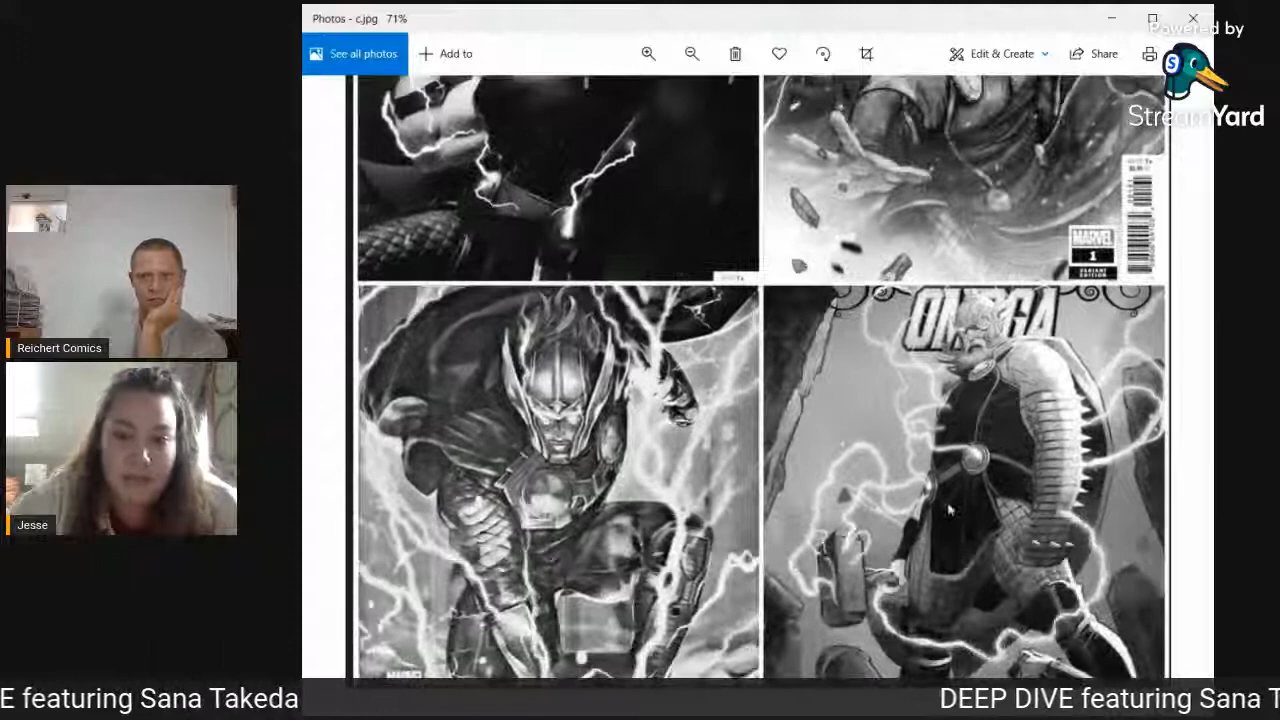 Photos - c.jpg 71%
See all photos
Add to
Edit & Create
Share
Powered by
StreamYard
MARVEL
1
VARIANT
EDITION
OMEGA
MARVEL
Reichert Comics
Jesse
E featuring Sana Takeda
DEEP DIVE featuring Sana T